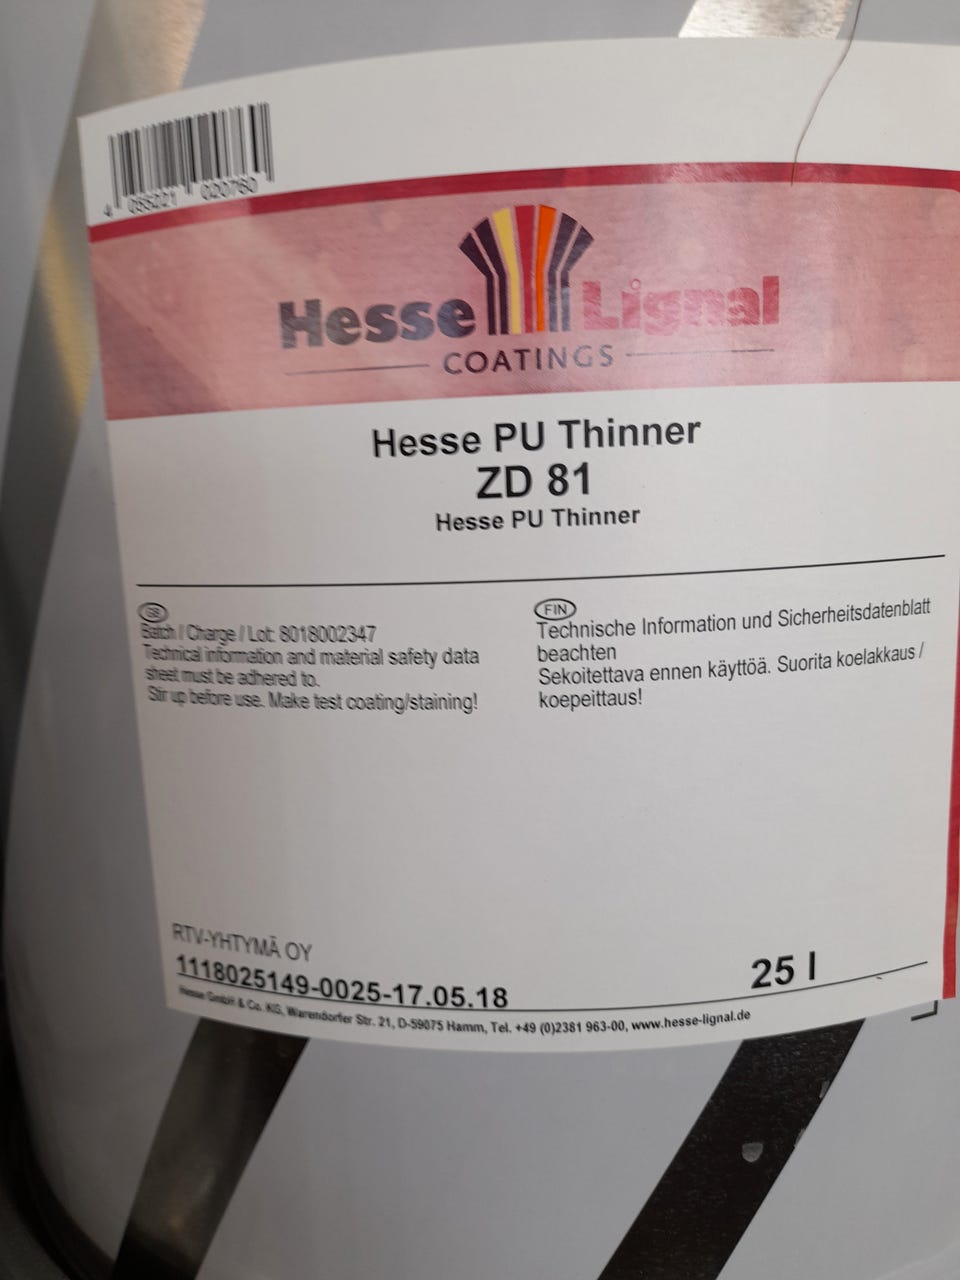 4 055221 020760
Hesse Lignal
COATINGS
Hesse PU Thinner
ZD 81
Hesse PU Thinner
GB
Batch / Charge / Lot: 8018002347
Technical information and material safety data
sheet must be adhered to.
Stir up before use. Make test coating/staining!
FIN
Technische Information und Sicherheitsdatenblatt
beachten
Sekoitettava ennen käyttöä. Suorita koelakkaus /
koepeittaus!
RTV-YHTYMÄ OY
1118025149-0025-17.05.18
25 l
Hesse GmbH & Co. KG, Warendorfer Str. 21, D-59075 Hamm, Tel. +49 (0)2381 963-00, www.hesse-lignal.de